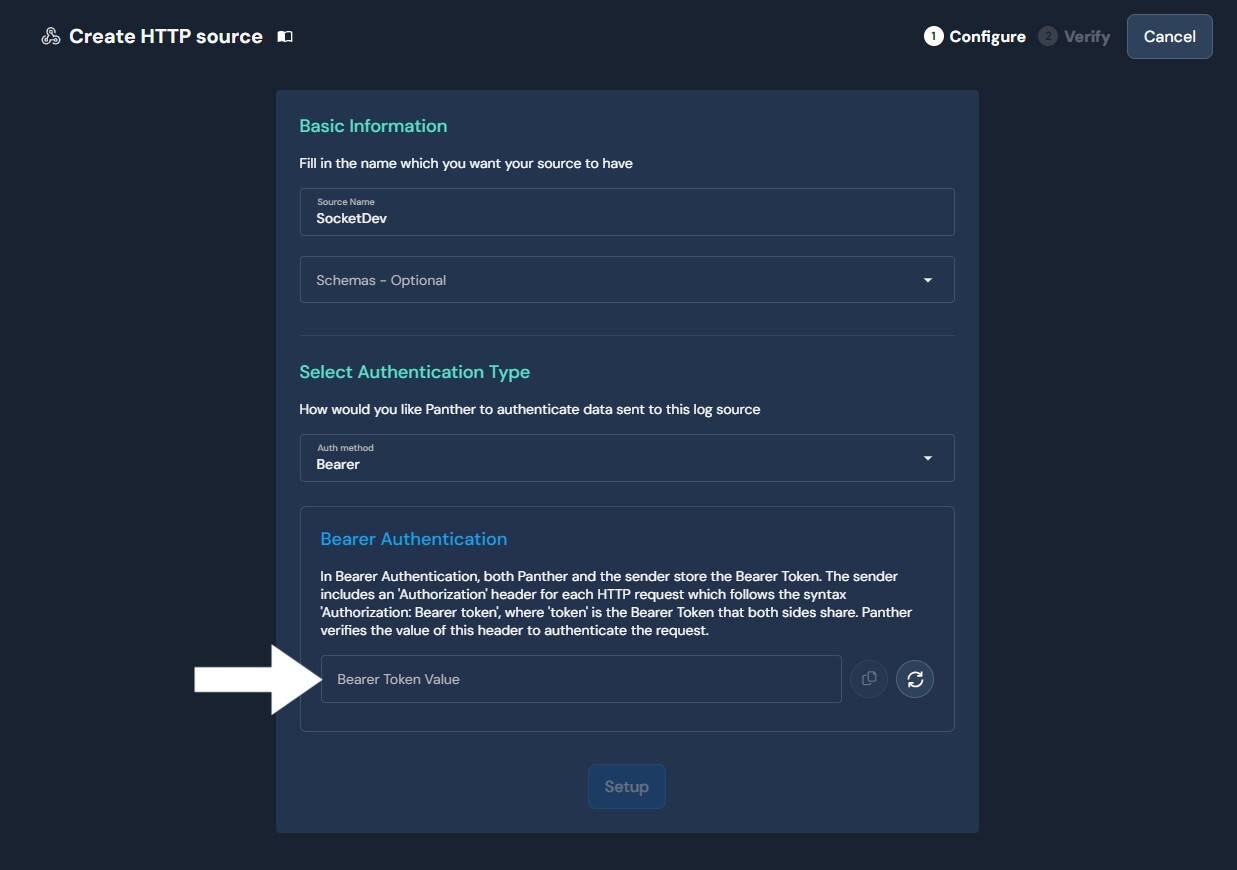 Create HTTP source
1 Configure 2 Verify Cancel
Basic Information
Fill in the name which you want your source to have
Source Name
SocketDev
Schemas - Optional
Select Authentication Type
How would you like Panther to authenticate data sent to this log source
Auth method
Bearer
Bearer Authentication
In Bearer Authentication, both Panther and the sender store the Bearer Token. The sender
includes an 'Authorization' header for each HTTP request which follows the syntax
'Authorization: Bearer token', where 'token' is the Bearer Token that both sides share. Panther
verifies the value of this header to authenticate the request.
Bearer Token Value
Setup